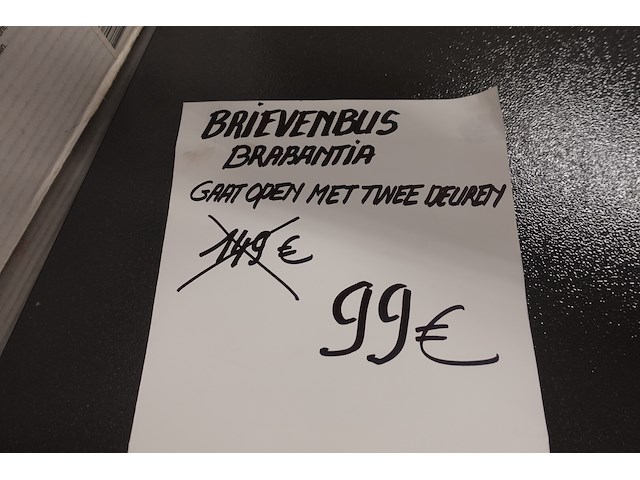 BRIEVENBUS
BRABANTIA
GAAT OPEN MET TWEE DEUREN
149 €
99 €